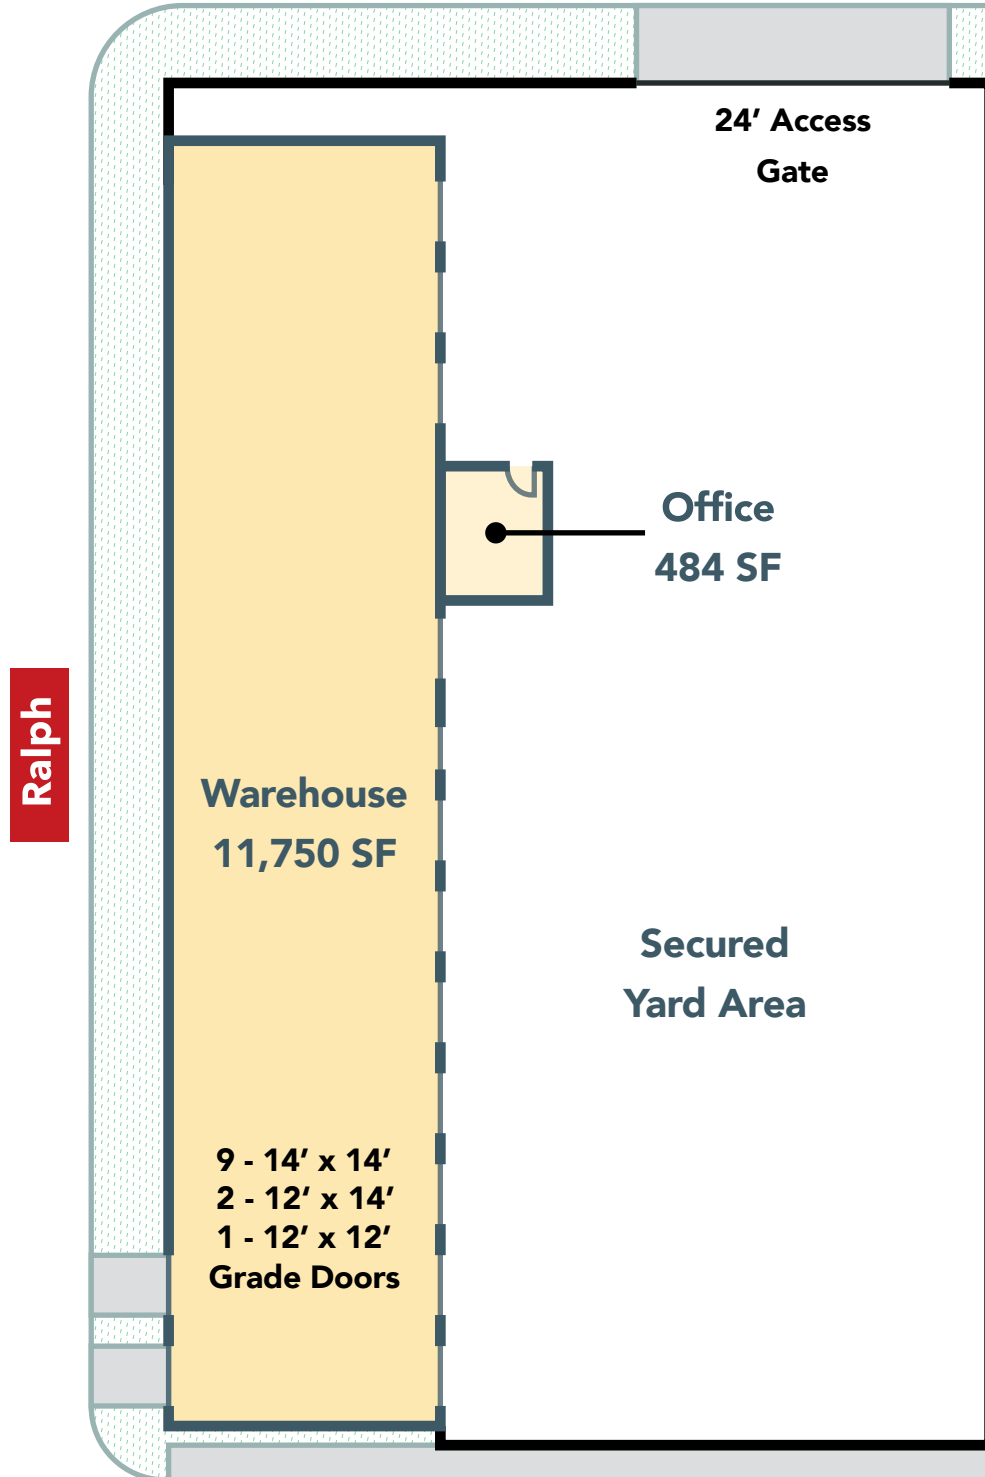 24′ Access
Gate
Office
484 SF
Ralph
Warehouse
11,750 SF
Secured
Yard Area
9 - 14′ x 14′
2 - 12′ x 14′
1 - 12′ x 12′
Grade Doors